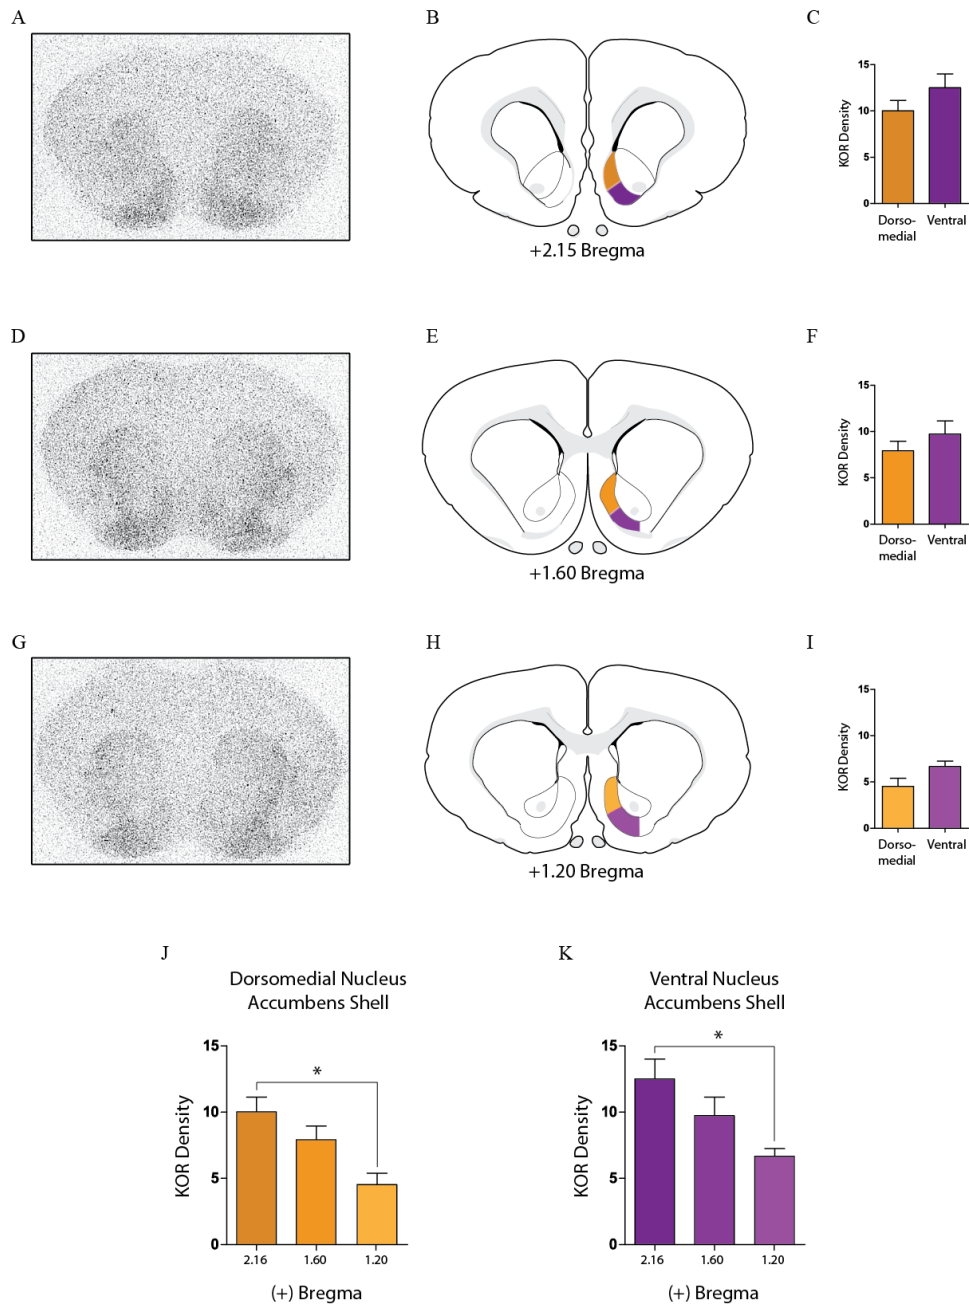 A
B
C
15
10
5
0
KOR Density
Dorso-
medial
Ventral
+2.15 Bregma
D
E
F
15
10
5
0
KOR Density
Dorso-
medial
Ventral
+1.60 Bregma
G
H
I
15
10
5
0
KOR Density
Dorso-
medial
Ventral
+1.20 Bregma
J
Dorsomedial Nucleus
Accumbens Shell
15
10
5
0
KOR Density
*
2.16 1.60 1.20
(+) Bregma
K
Ventral Nucleus
Accumbens Shell
15
10
5
0
KOR Density
*
2.16 1.60 1.20
(+) Bregma